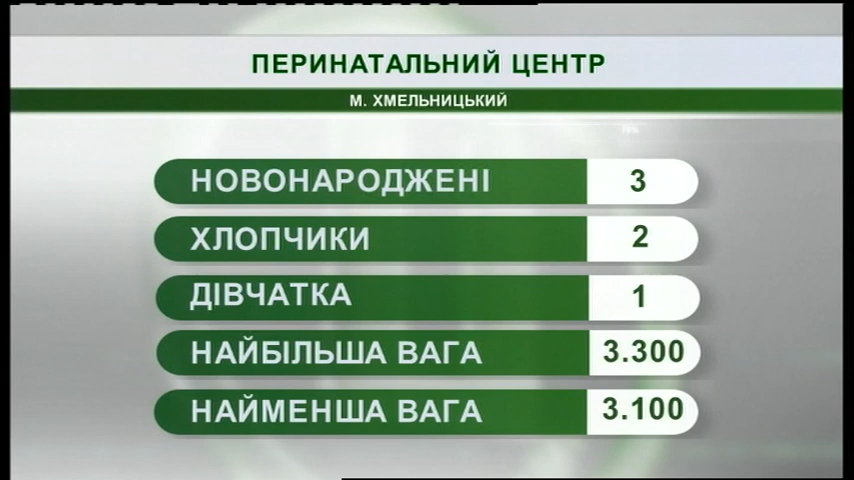 ПЕРИНАТАЛЬНИЙ ЦЕНТР
М. ХМЕЛЬНИЦЬКИЙ
НОВОНАРОДЖЕНІ 3
ХЛОПЧИКИ 2
ДІВЧАТКА 1
НАЙБІЛЬША ВАГА 3.300
НАЙМЕНША ВАГА 3.100